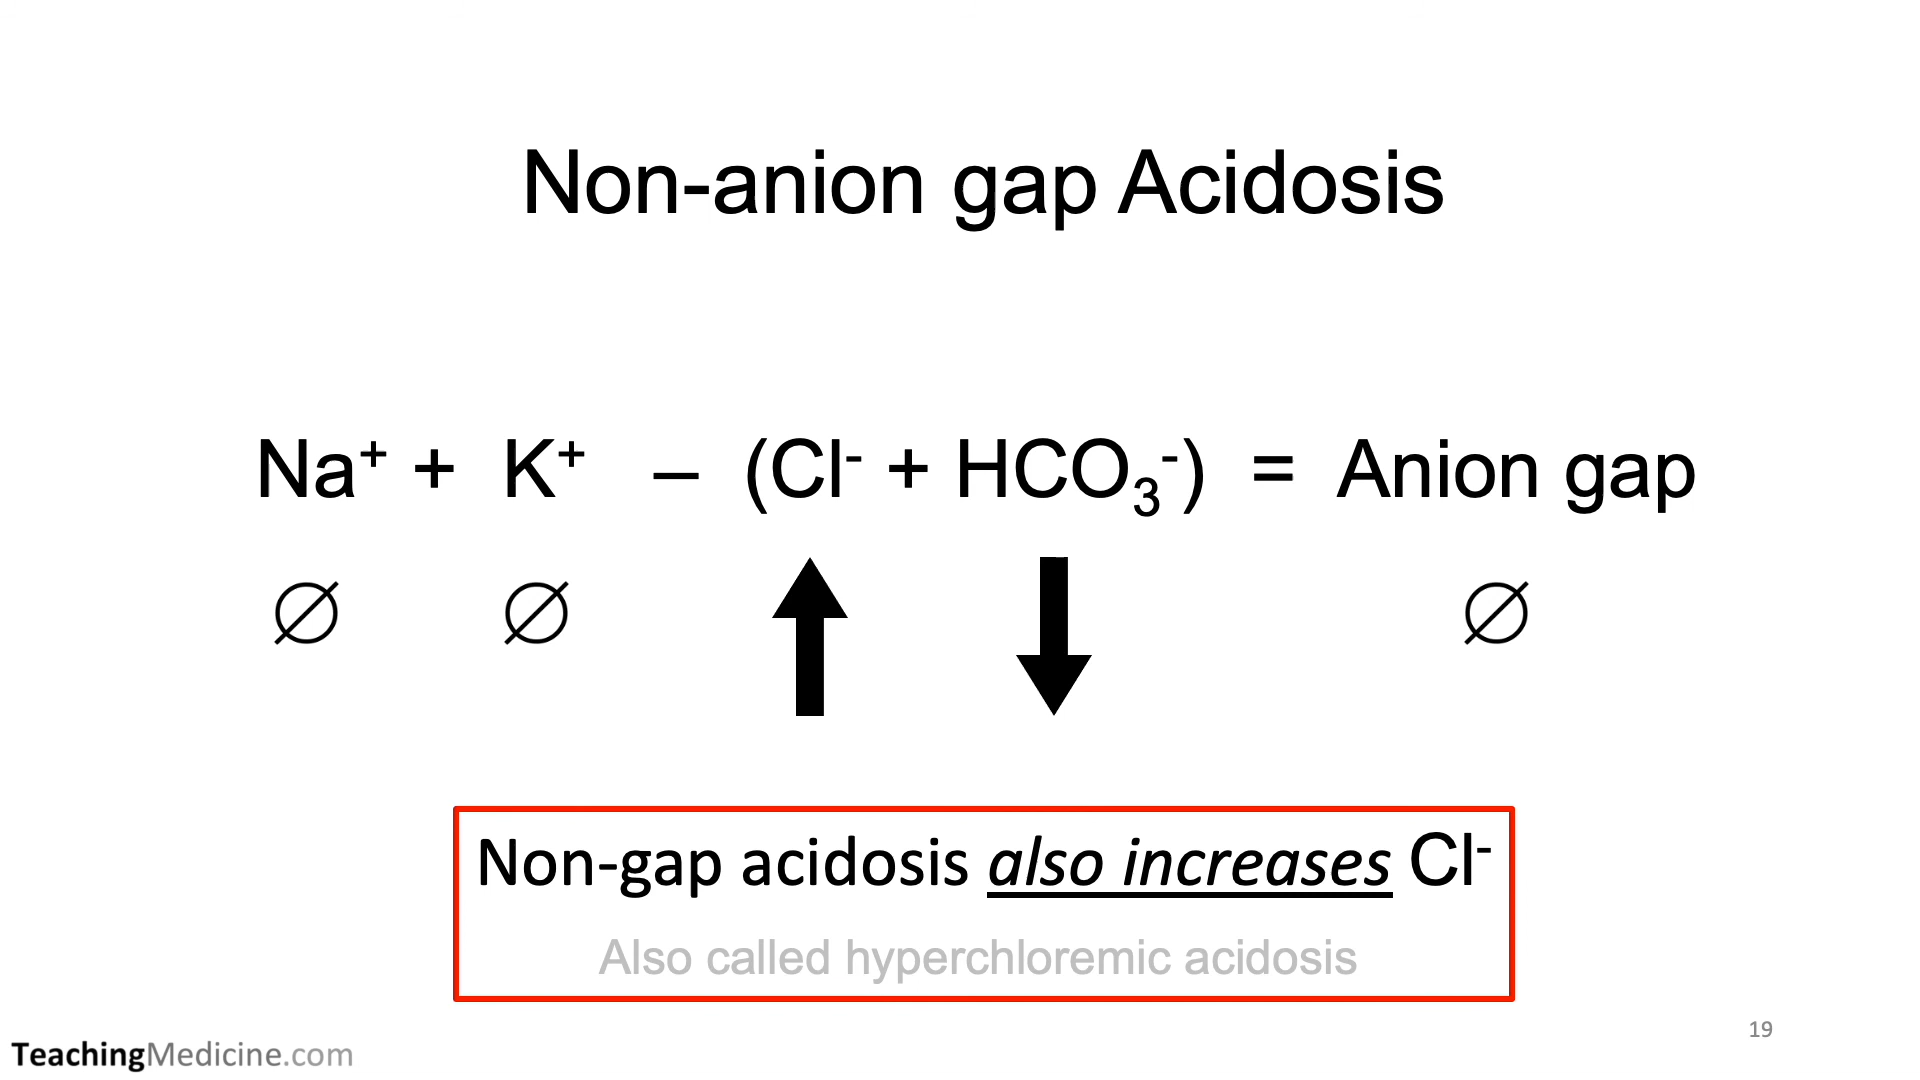 Non-anion gap Acidosis
Na⁺ + K⁺ – (Cl⁻ + HCO₃⁻) = Anion gap
∅ ∅ ∅
Non-gap acidosis also increases Cl⁻
Also called hyperchloremic acidosis
19
TeachingMedicine.com